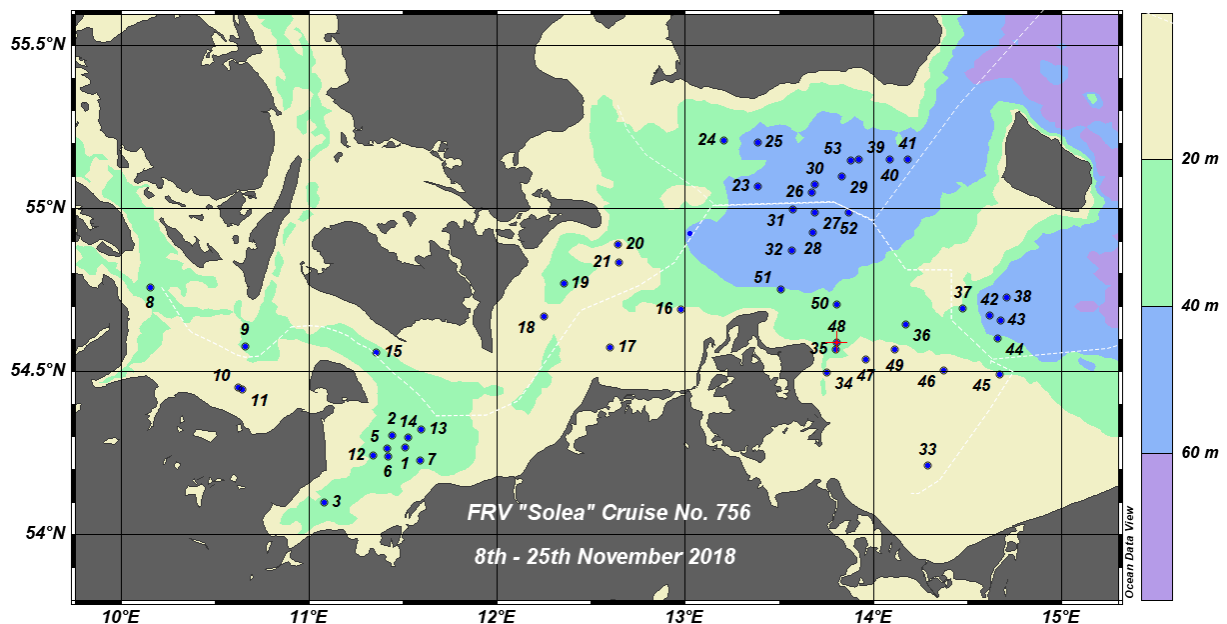 55.5°N
55°N
54.5°N
54°N
10°E 11°E 12°E 13°E 14°E 15°E
24 25 53 39 41
30 40
23 26 29
31 27 52
20 32 28
21
8 19 51 37 42 38
16 50 43
18 36
9 48 44
15 17 35 49
10 34 47 46 45
11
2 14 13
5
12 1 7 33
6
3
FRV "Solea" Cruise No. 756
8th - 25th November 2018
20 m
40 m
60 m
Ocean Data View